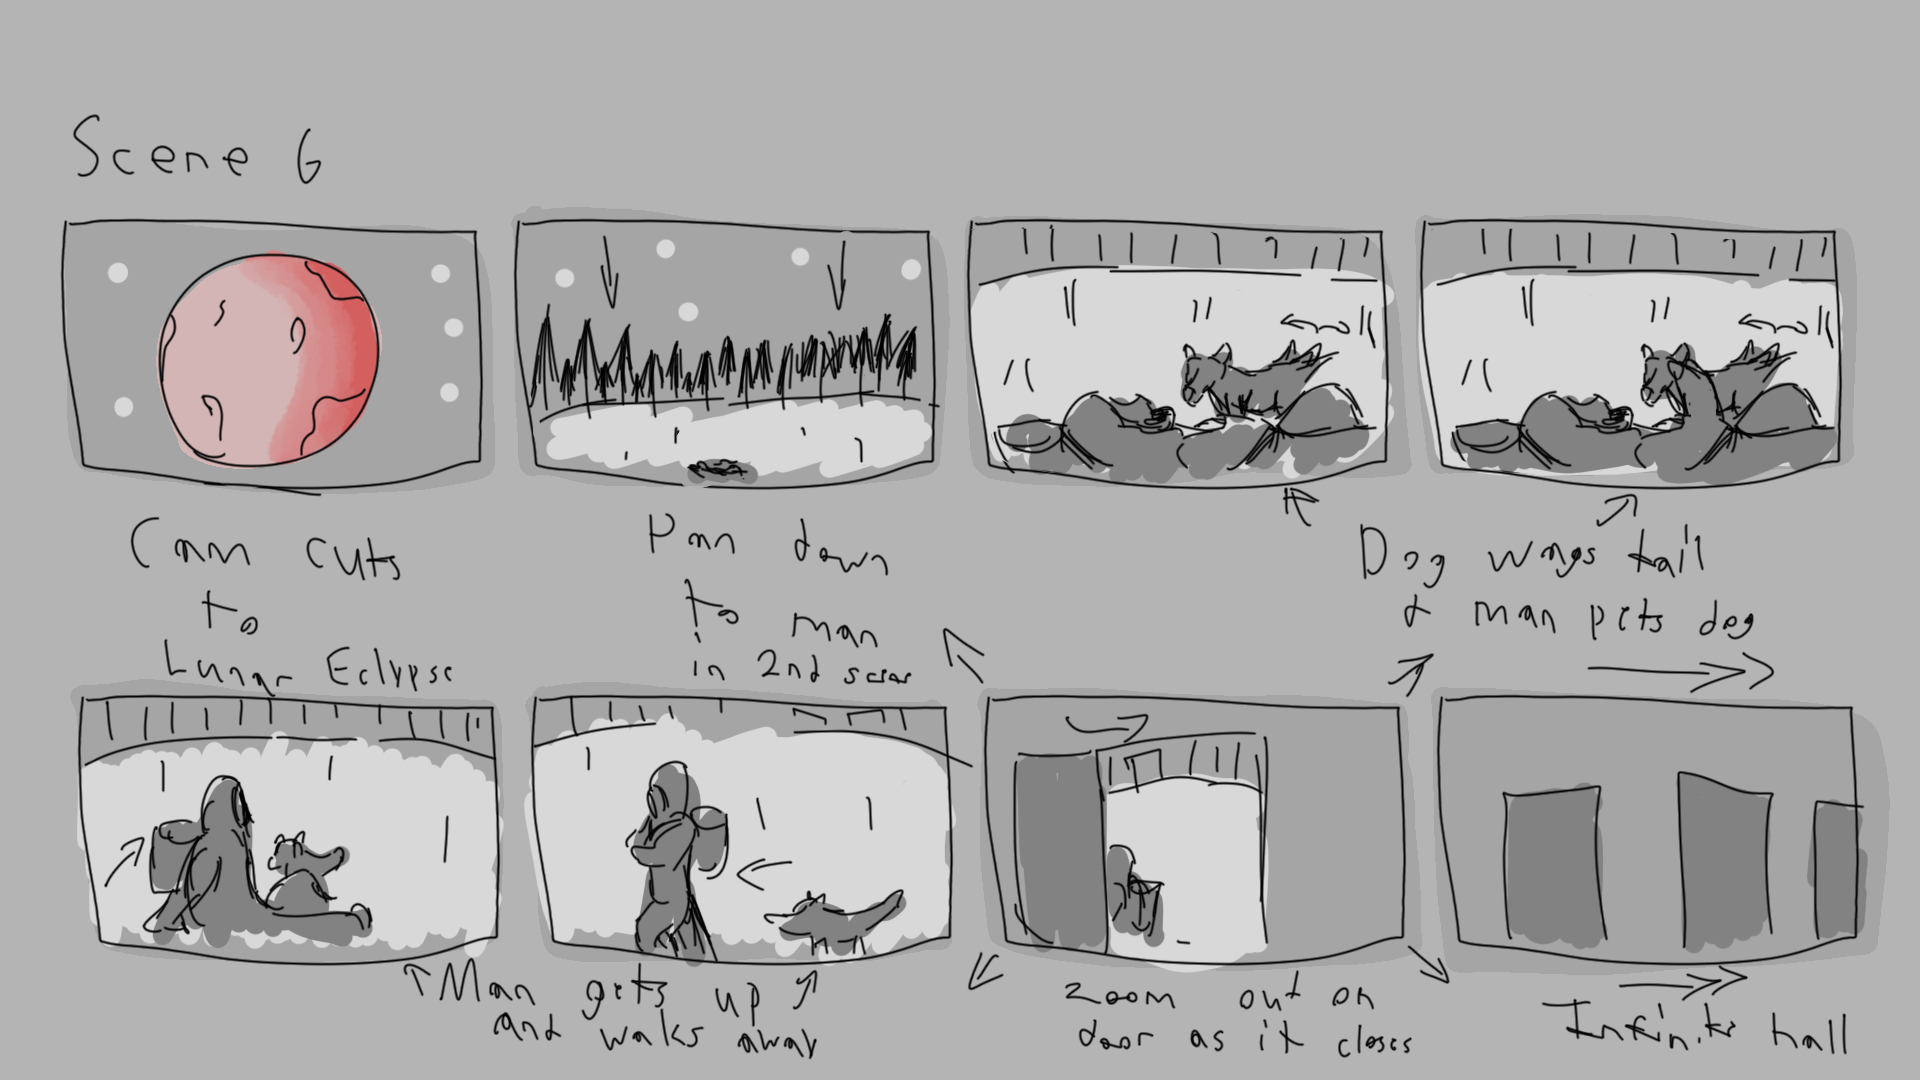 Scene 6
Cam cuts
to
Lunar Eclypse
Pan down
to man
in 2nd scene
Dog wags tail
& man pets dog
Man gets up
and walks away
Zoom out on
door as it closes
Infinite hall